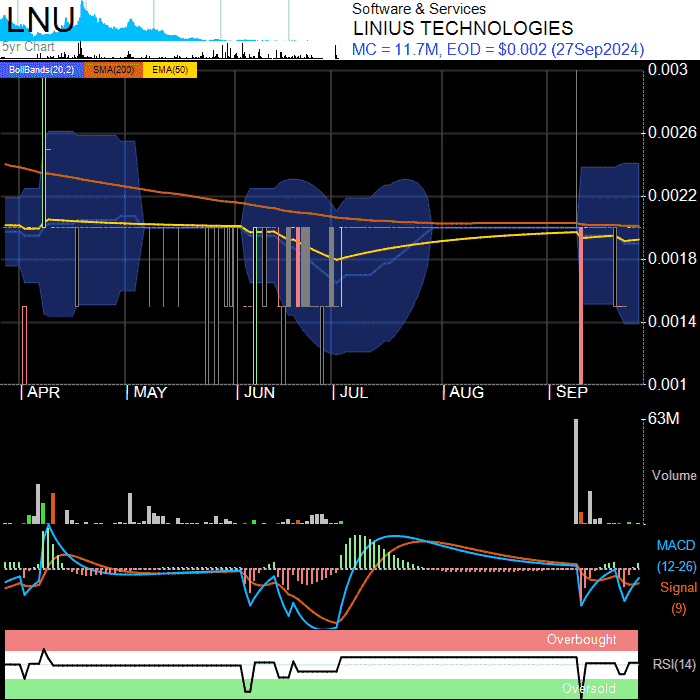 LNU
Software & Services
LINIUS TECHNOLOGIES
5yr Chart
MC = 11.7M, EOD = $0.002 (27Sep2024)
BollBands(20,2) SMA(200) EMA(50)
0.003
0.0026
0.0022
0.0018
0.0014
0.001
APR MAY JUN JUL AUG SEP
63M
Volume
MACD
(12-26)
Signal
(9)
Overbought
RSI(14)
Oversold